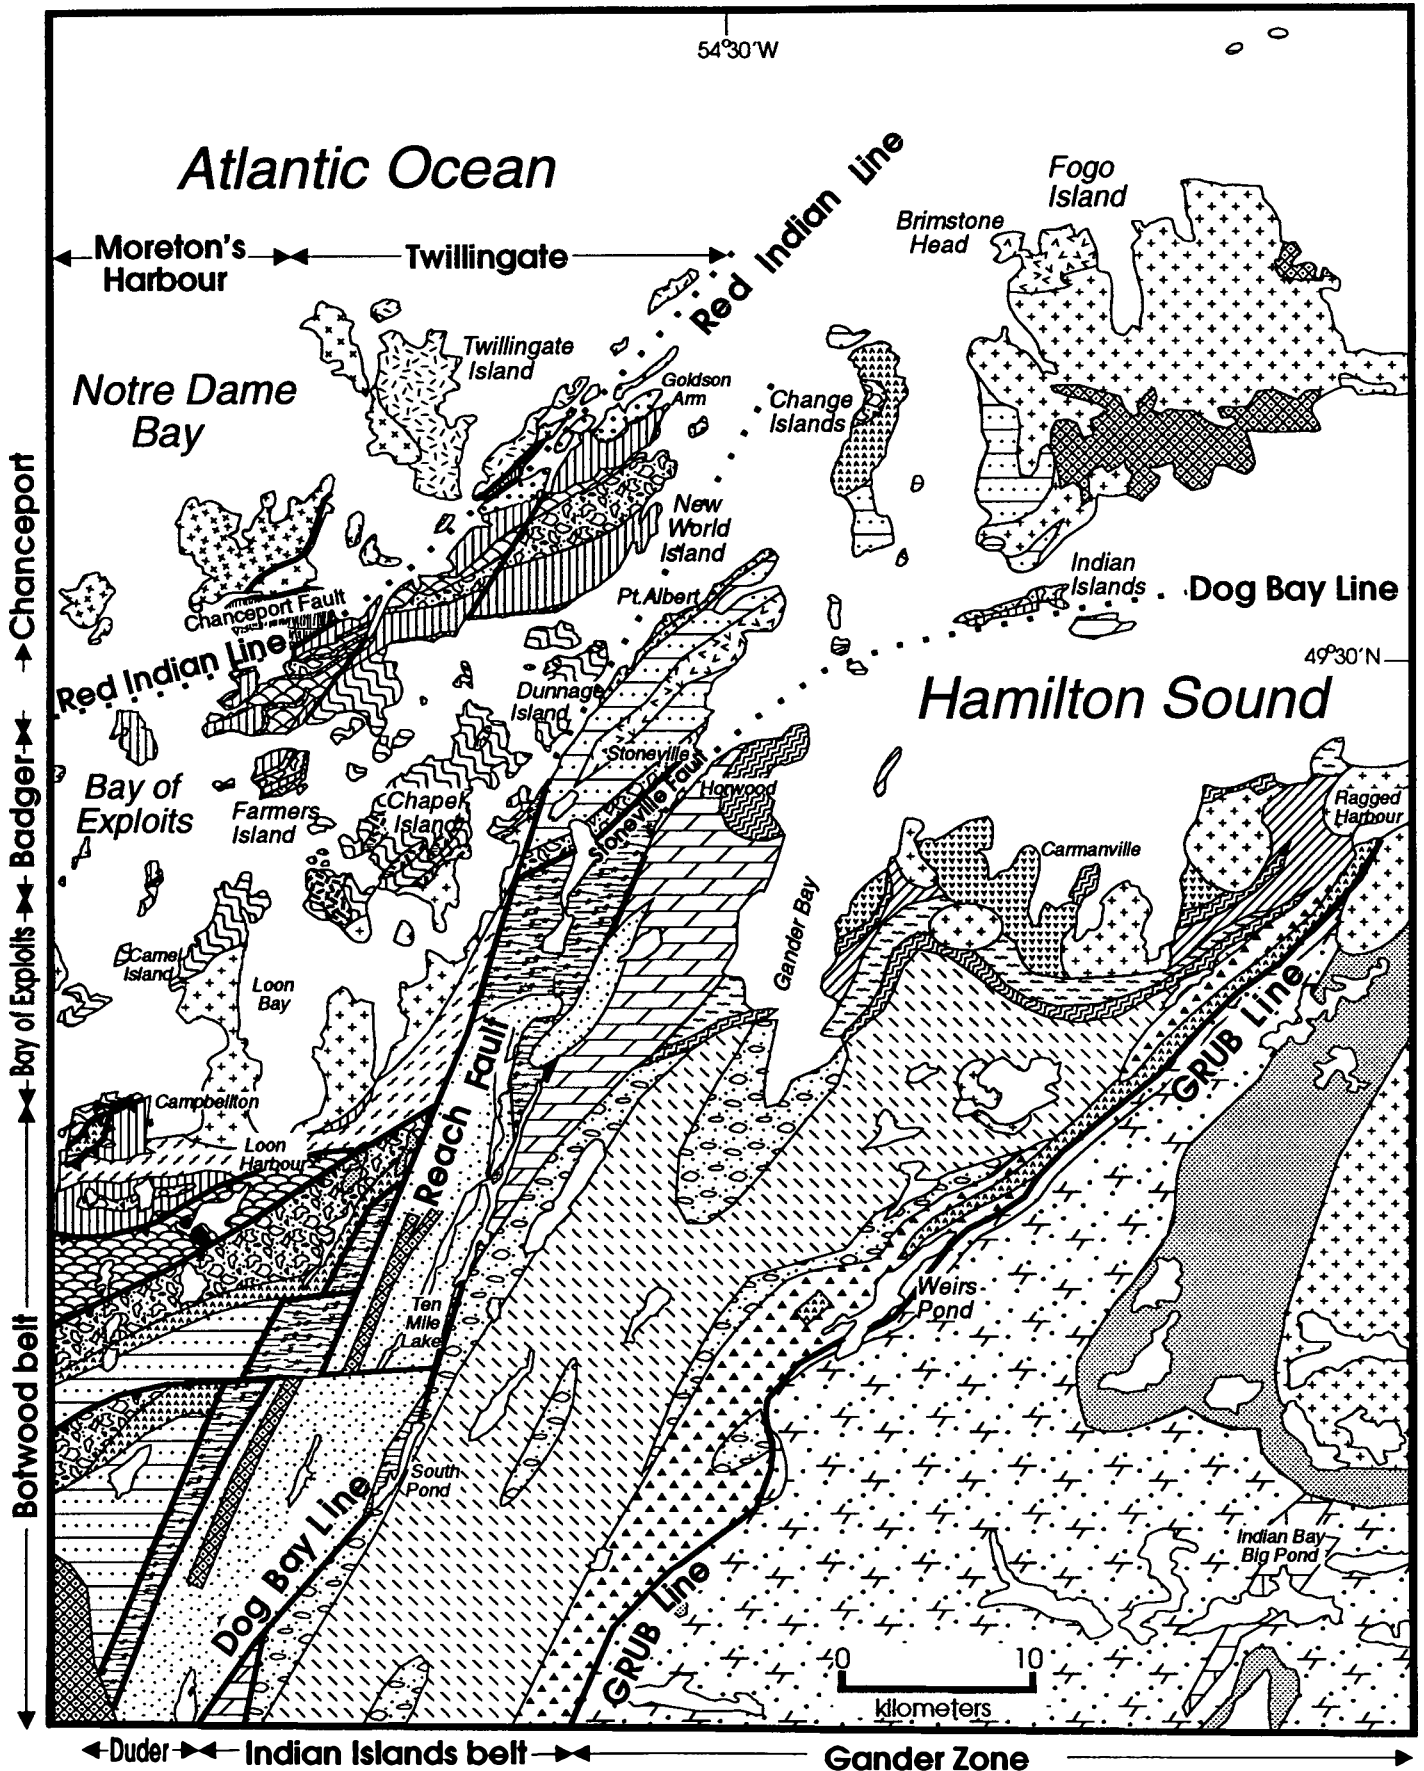 54°30′W
Atlantic Ocean
Moreton's
Harbour
Twillingate
Red Indian Line
Fogo
Island
Brimstone
Head
Twillingate
Island
Notre Dame
Bay
Goldson
Arm
Change
Islands
New
World
Island
Chanceport
Chanceport Fault
Pt. Albert
Indian
Islands
Dog Bay Line
Red Indian Line
49°30′N
Dunnage
Island
Hamilton Sound
Stoneville
Stoneville Fault
Horwood
Badger
Bay of
Exploits
Farmers
Island
Chapel
Island
Ragged
Harbour
Carmanville
Gander Bay
Camel
Island
Loon
Bay
Bay of Exploits
GRUB Line
Reach Fault
Campbellton
Loon
Harbour
Weirs
Pond
Ten
Mile
Lake
Botwood belt
South
Pond
Dog Bay Line
Indian Bay
Big Pond
GRUB Line
0 10
kilometers
Duder
Indian Islands belt
Gander Zone